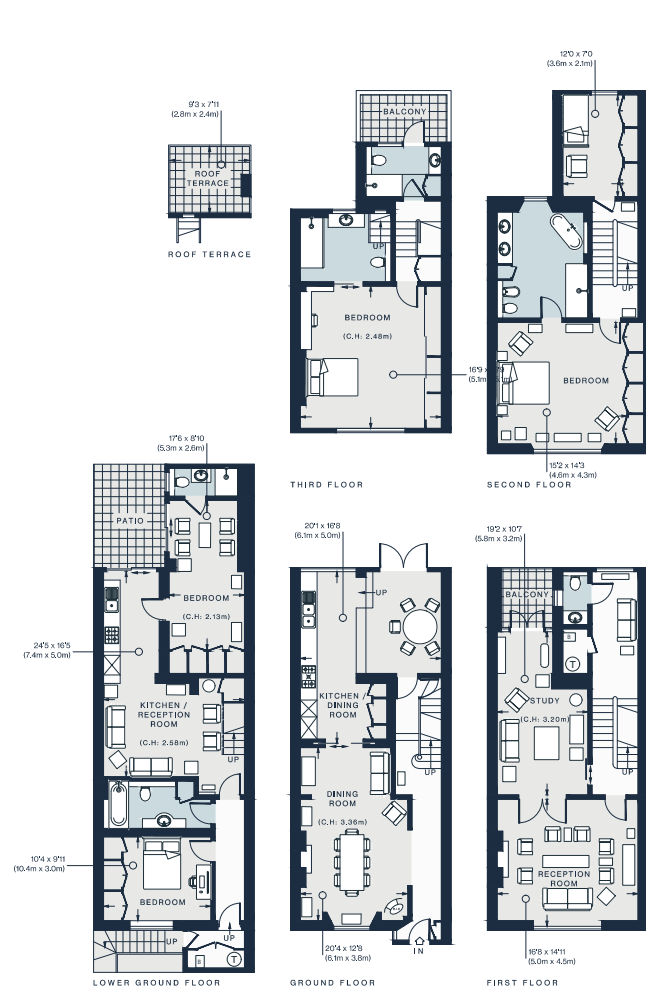 12'0 x 7'0
(3.6m x 2.1m)
9'3 x 7'11
(2.8m x 2.4m)
ROOF
TERRACE
ROOF TERRACE
BALCONY
UP
BEDROOM
(C.H: 2.48m)
(5.1m
THIRD FLOOR
UP
BEDROOM
15'2 x 14'3
(4.6m x 4.3m)
SECOND FLOOR
17'6 x 8'10
(5.3m x 2.6m)
PATIO
BEDROOM
(C.H: 2.13m)
24'5 x 16'5
(7.4m x 5.0m)
KITCHEN /
RECEPTION
ROOM
(C.H: 2.58m)
UP
10'4 x 9'11
(10.4m x 3.0m)
BEDROOM
UP
UP
B
T
LOWER GROUND FLOOR
20'1 x 16'8
(6.1m x 5.0m)
UP
KITCHEN /
DINING
ROOM
UP
DINING
ROOM
(C.H: 3.36m)
IN
20'4 x 12'8
(6.1m x 3.8m)
GROUND FLOOR
19'2 x 10'7
(5.8m x 3.2m)
BALCONY
B
T
STUDY
(C.H: 3.20m)
UP
RECEPTION
ROOM
16'8 x 14'11
(5.0m x 4.5m)
FIRST FLOOR